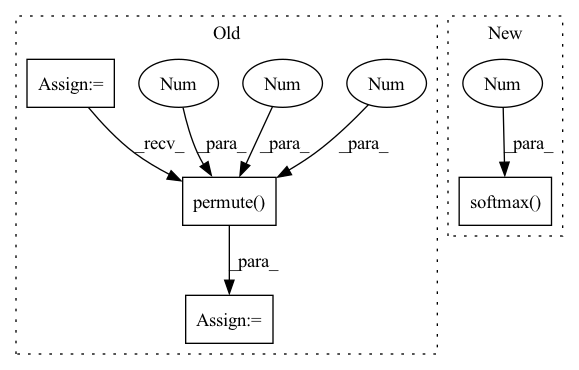 Old
New
Assign:=
Num
Num
Num
Num
_recv_
_para_
_para_
_para_
_para_
permute()
softmax()
_para_
Assign:=